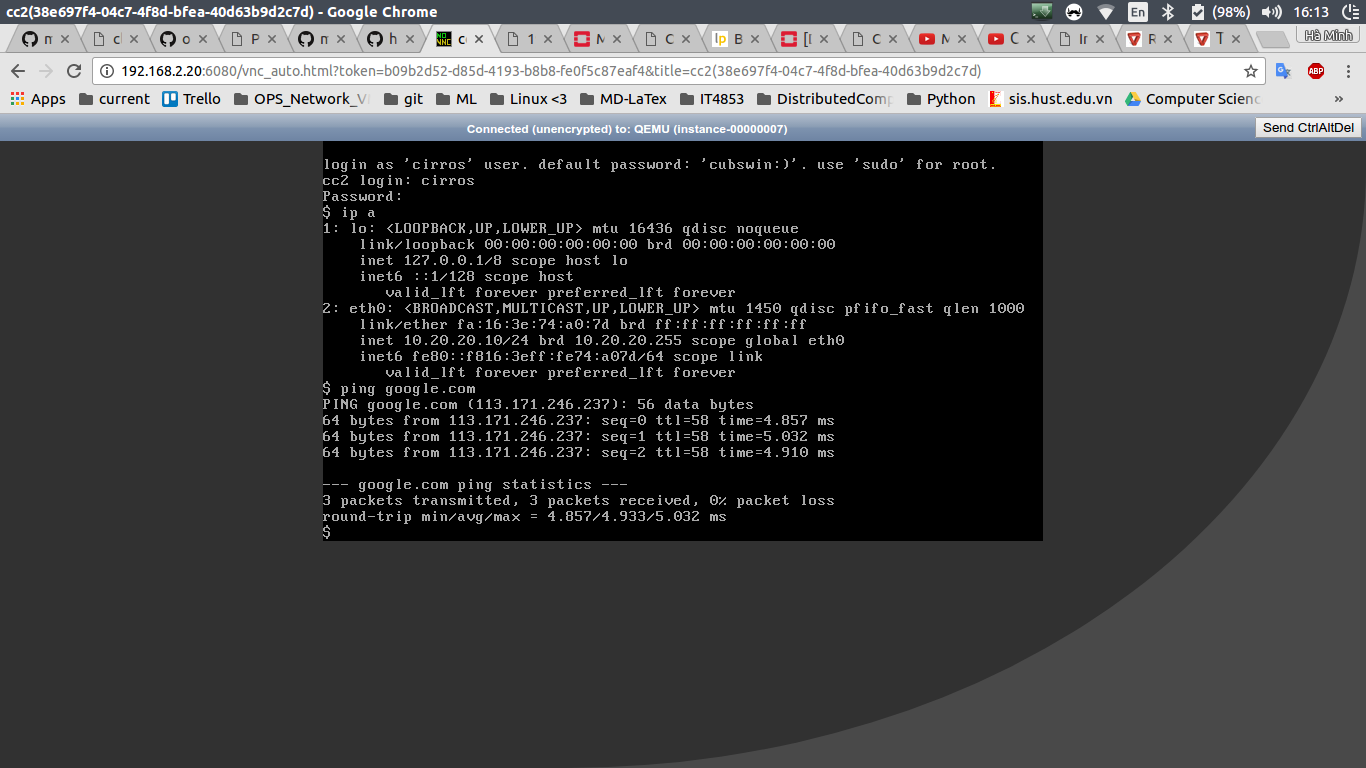 cc2(38e697f4-04c7-4f8d-bfea-40d63b9d2c7d) - Google Chrome
En
(98%)
16:13
Hà Minh
192.168.2.20:6080/vnc_auto.html?token=b09b2d52-d85d-4193-b8b8-fe0f5c87eaf4&title=cc2(38e697f4-04c7-4f8d-bfea-40d63b9d2c7d)
ABP
Apps current Trello OPS_Network_V git ML Linux <3 MD-LaTex IT4853 DistributedComp Python sis.hust.edu.vn Computer Scienc »
Connected (unencrypted) to: QEMU (instance-00000007)
Send CtrlAltDel
login as 'cirros' user. default password: 'cubswin:)'. use 'sudo' for root.
cc2 login: cirros
Password:
$ ip a
1: lo: <LOOPBACK,UP,LOWER_UP> mtu 16436 qdisc noqueue
link/loopback 00:00:00:00:00:00 brd 00:00:00:00:00:00
inet 127.0.0.1/8 scope host lo
inet6 ::1/128 scope host
valid_lft forever preferred_lft forever
2: eth0: <BROADCAST,MULTICAST,UP,LOWER_UP> mtu 1450 qdisc pfifo_fast qlen 1000
link/ether fa:16:3e:74:a0:7d brd ff:ff:ff:ff:ff:ff
inet 10.20.20.10/24 brd 10.20.20.255 scope global eth0
inet6 fe80::f816:3eff:fe74:a07d/64 scope link
valid_lft forever preferred_lft forever
$ ping google.com
PING google.com (113.171.246.237): 56 data bytes
64 bytes from 113.171.246.237: seq=0 ttl=58 time=4.857 ms
64 bytes from 113.171.246.237: seq=1 ttl=58 time=5.032 ms
64 bytes from 113.171.246.237: seq=2 ttl=58 time=4.910 ms
--- google.com ping statistics ---
3 packets transmitted, 3 packets received, 0% packet loss
round-trip min/avg/max = 4.857/4.933/5.032 ms
$